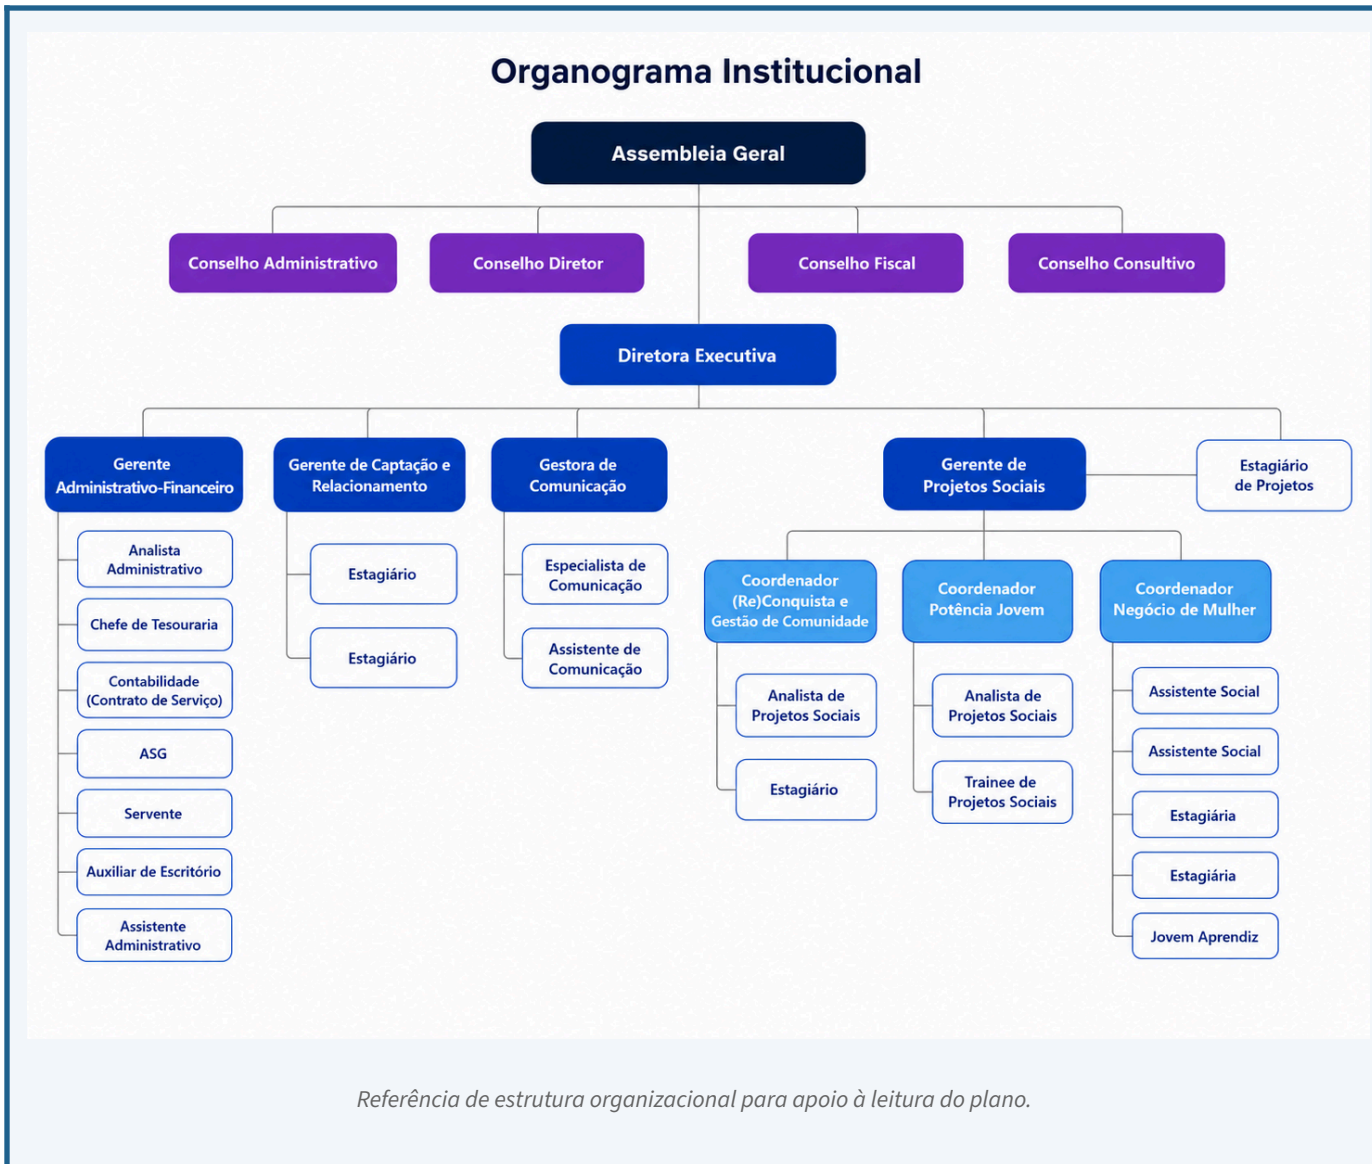 Organograma Institucional
Assembleia Geral
Conselho Administrativo
Conselho Diretor
Conselho Fiscal
Conselho Consultivo
Diretora Executiva
Gerente
Administrativo-Financeiro
Gerente de Captação e
Relacionamento
Gestora de
Comunicação
Gerente de
Projetos Sociais
Estagiário
de Projetos
Analista
Administrativo
Chefe de Tesouraria
Contabilidade
(Contrato de Serviço)
ASG
Servente
Auxiliar de Escritório
Assistente
Administrativo
Estagiário
Estagiário
Especialista de
Comunicação
Assistente de
Comunicação
Coordenador
(Re)Conquista e
Gestão de Comunidade
Analista de
Projetos Sociais
Estagiário
Coordenador
Potência Jovem
Analista de
Projetos Sociais
Trainee de
Projetos Sociais
Coordenador
Negócio de Mulher
Assistente Social
Assistente Social
Estagiária
Estagiária
Jovem Aprendiz
Referência de estrutura organizacional para apoio à leitura do plano.